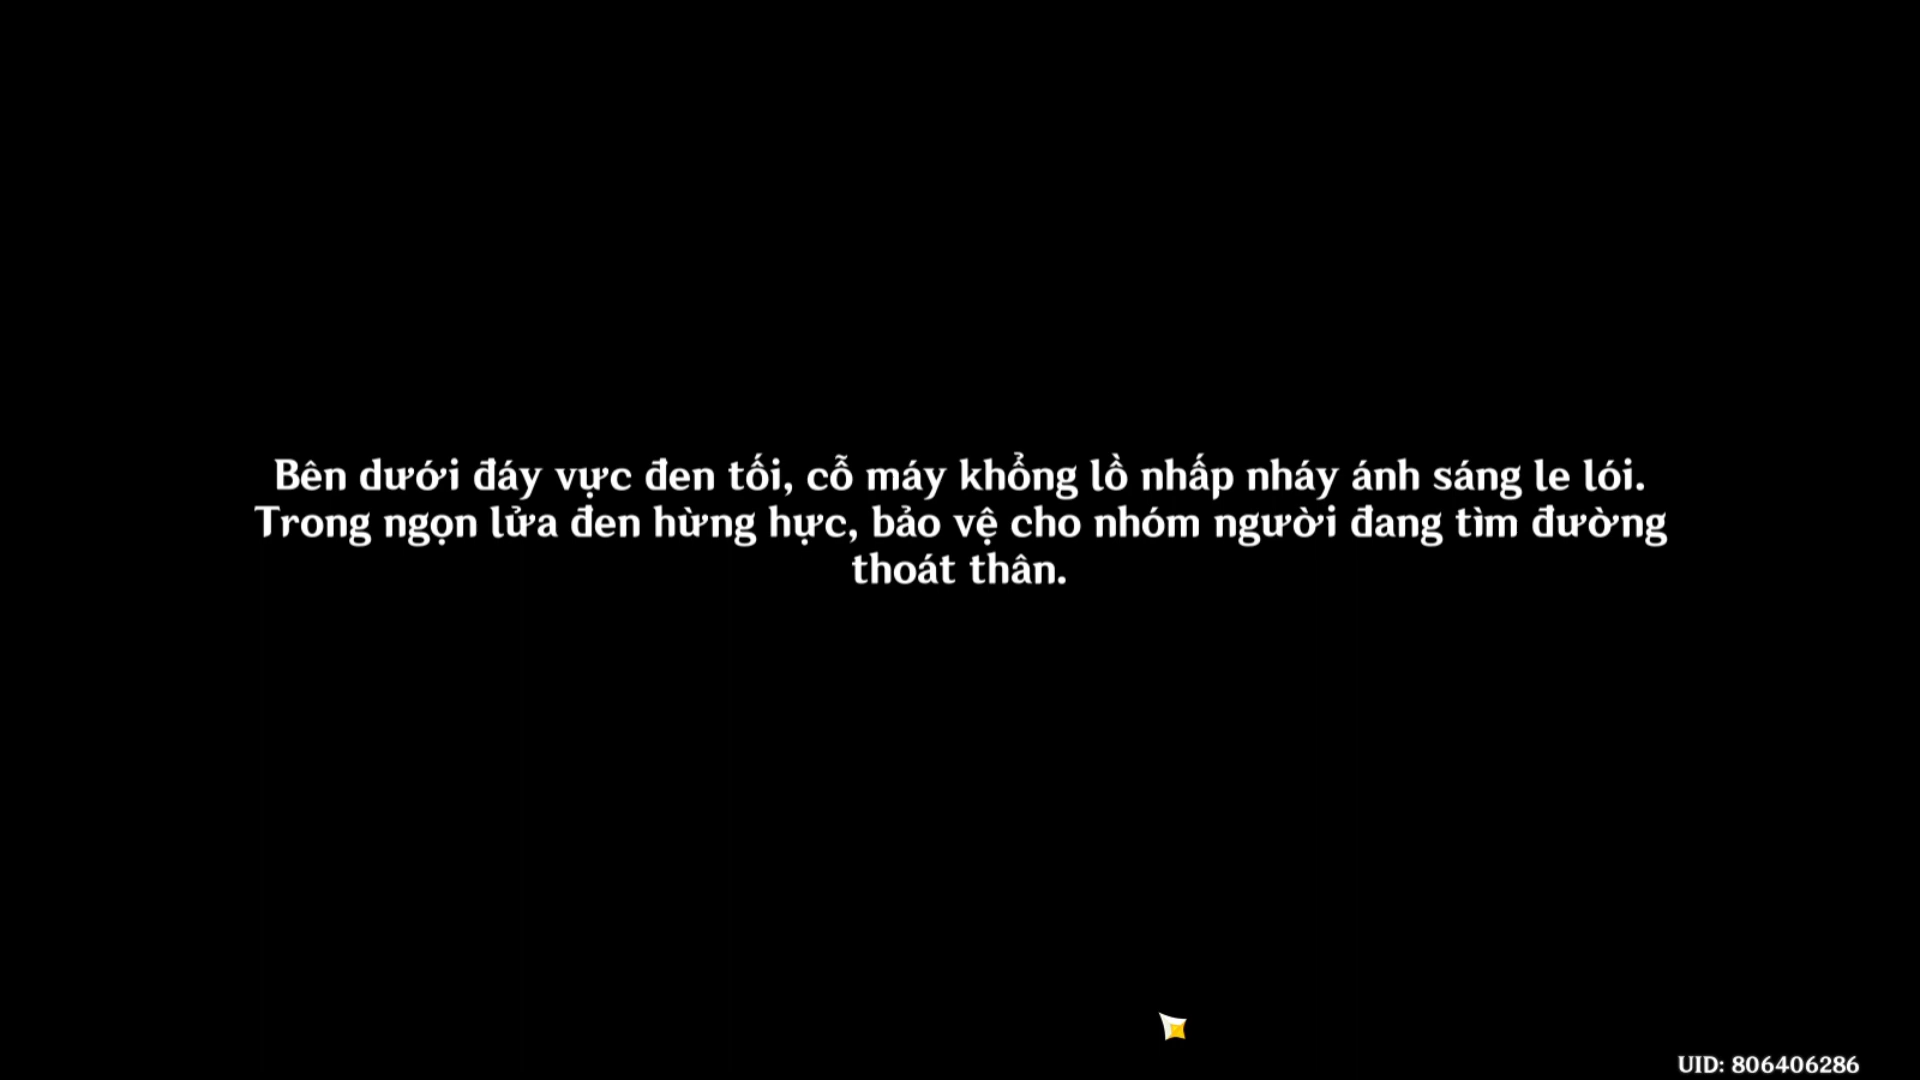 Bên dưới đáy vực đen tối, cỗ máy khổng lồ nhấp nháy ánh sáng le lói.
Trong ngọn lửa đen hừng hực, bảo vệ cho nhóm người đang tìm đường
thoát thân.
UID: 806406286